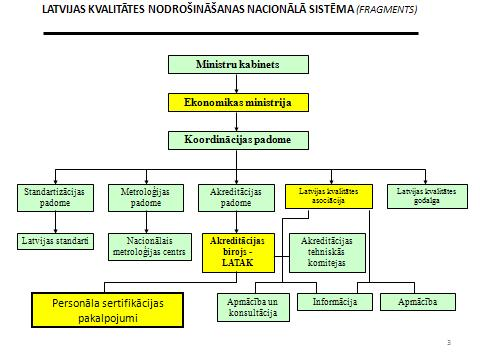 LATVIJAS KVALITĀTES NODROŠINĀŠANAS NACIONĀLĀ SISTĒMA (FRAGMENTS)
Ministru kabinets
Ekonomikas ministrija
Koordinācijas padome
Standartizācijas
padome
Metroloģijas
padome
Akreditācijas
padome
Latvijas kvalitātes
asociācija
Latvijas kvalitātes
godalga
Latvijas standarti
Nacionālais
metroloģijas centrs
Akreditācijas
birojs -
LATAK
Akreditācijas
tehniskās
komitejas
Personāla sertifikācijas
pakalpojumi
Apmācība un
konsultācija
Informācija
Apmācība
3